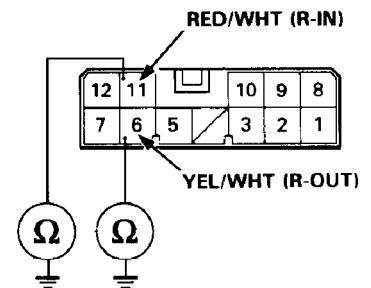 RED/WHT (R-IN)
12 11 10 9 8
7 6 5 3 2 1
YEL/WHT (R-OUT)
Ω Ω